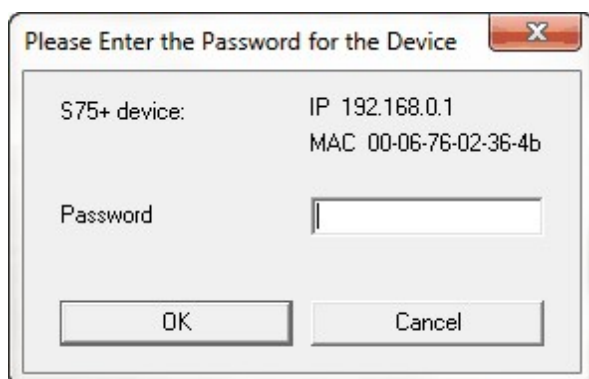 Please Enter the Password for the Device
S75+ device:
IP 192.168.0.1
MAC 00-06-76-02-36-4b
Password
OK
Cancel